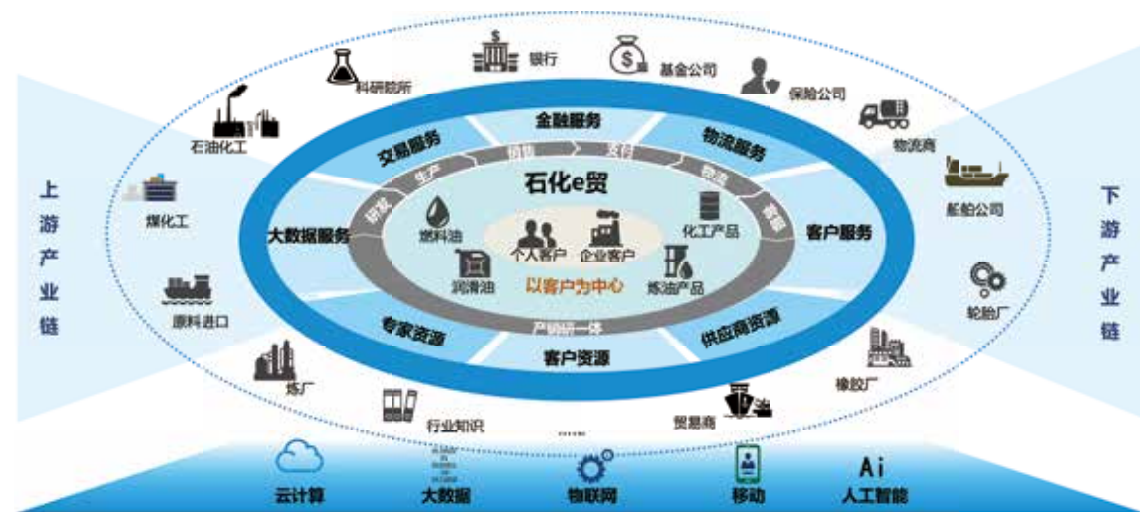 银行
基金公司
科研院所
保险公司
石油化工
物流商
金融服务
交易服务
物流服务
销售
支付
生产
物流
石化e贸
上游产业链
下游产业链
煤化工
船舶公司
研发
大数据服务
客户服务
燃料油
个人客户
企业客户
化工产品
润滑油
以客户为中心
炼油产品
原料进口
轮胎厂
产销研一体
专家资源
供应商资源
客户资源
炼厂
橡胶厂
行业知识
贸易商
......
云计算
大数据
物联网
移动
Ai
人工智能